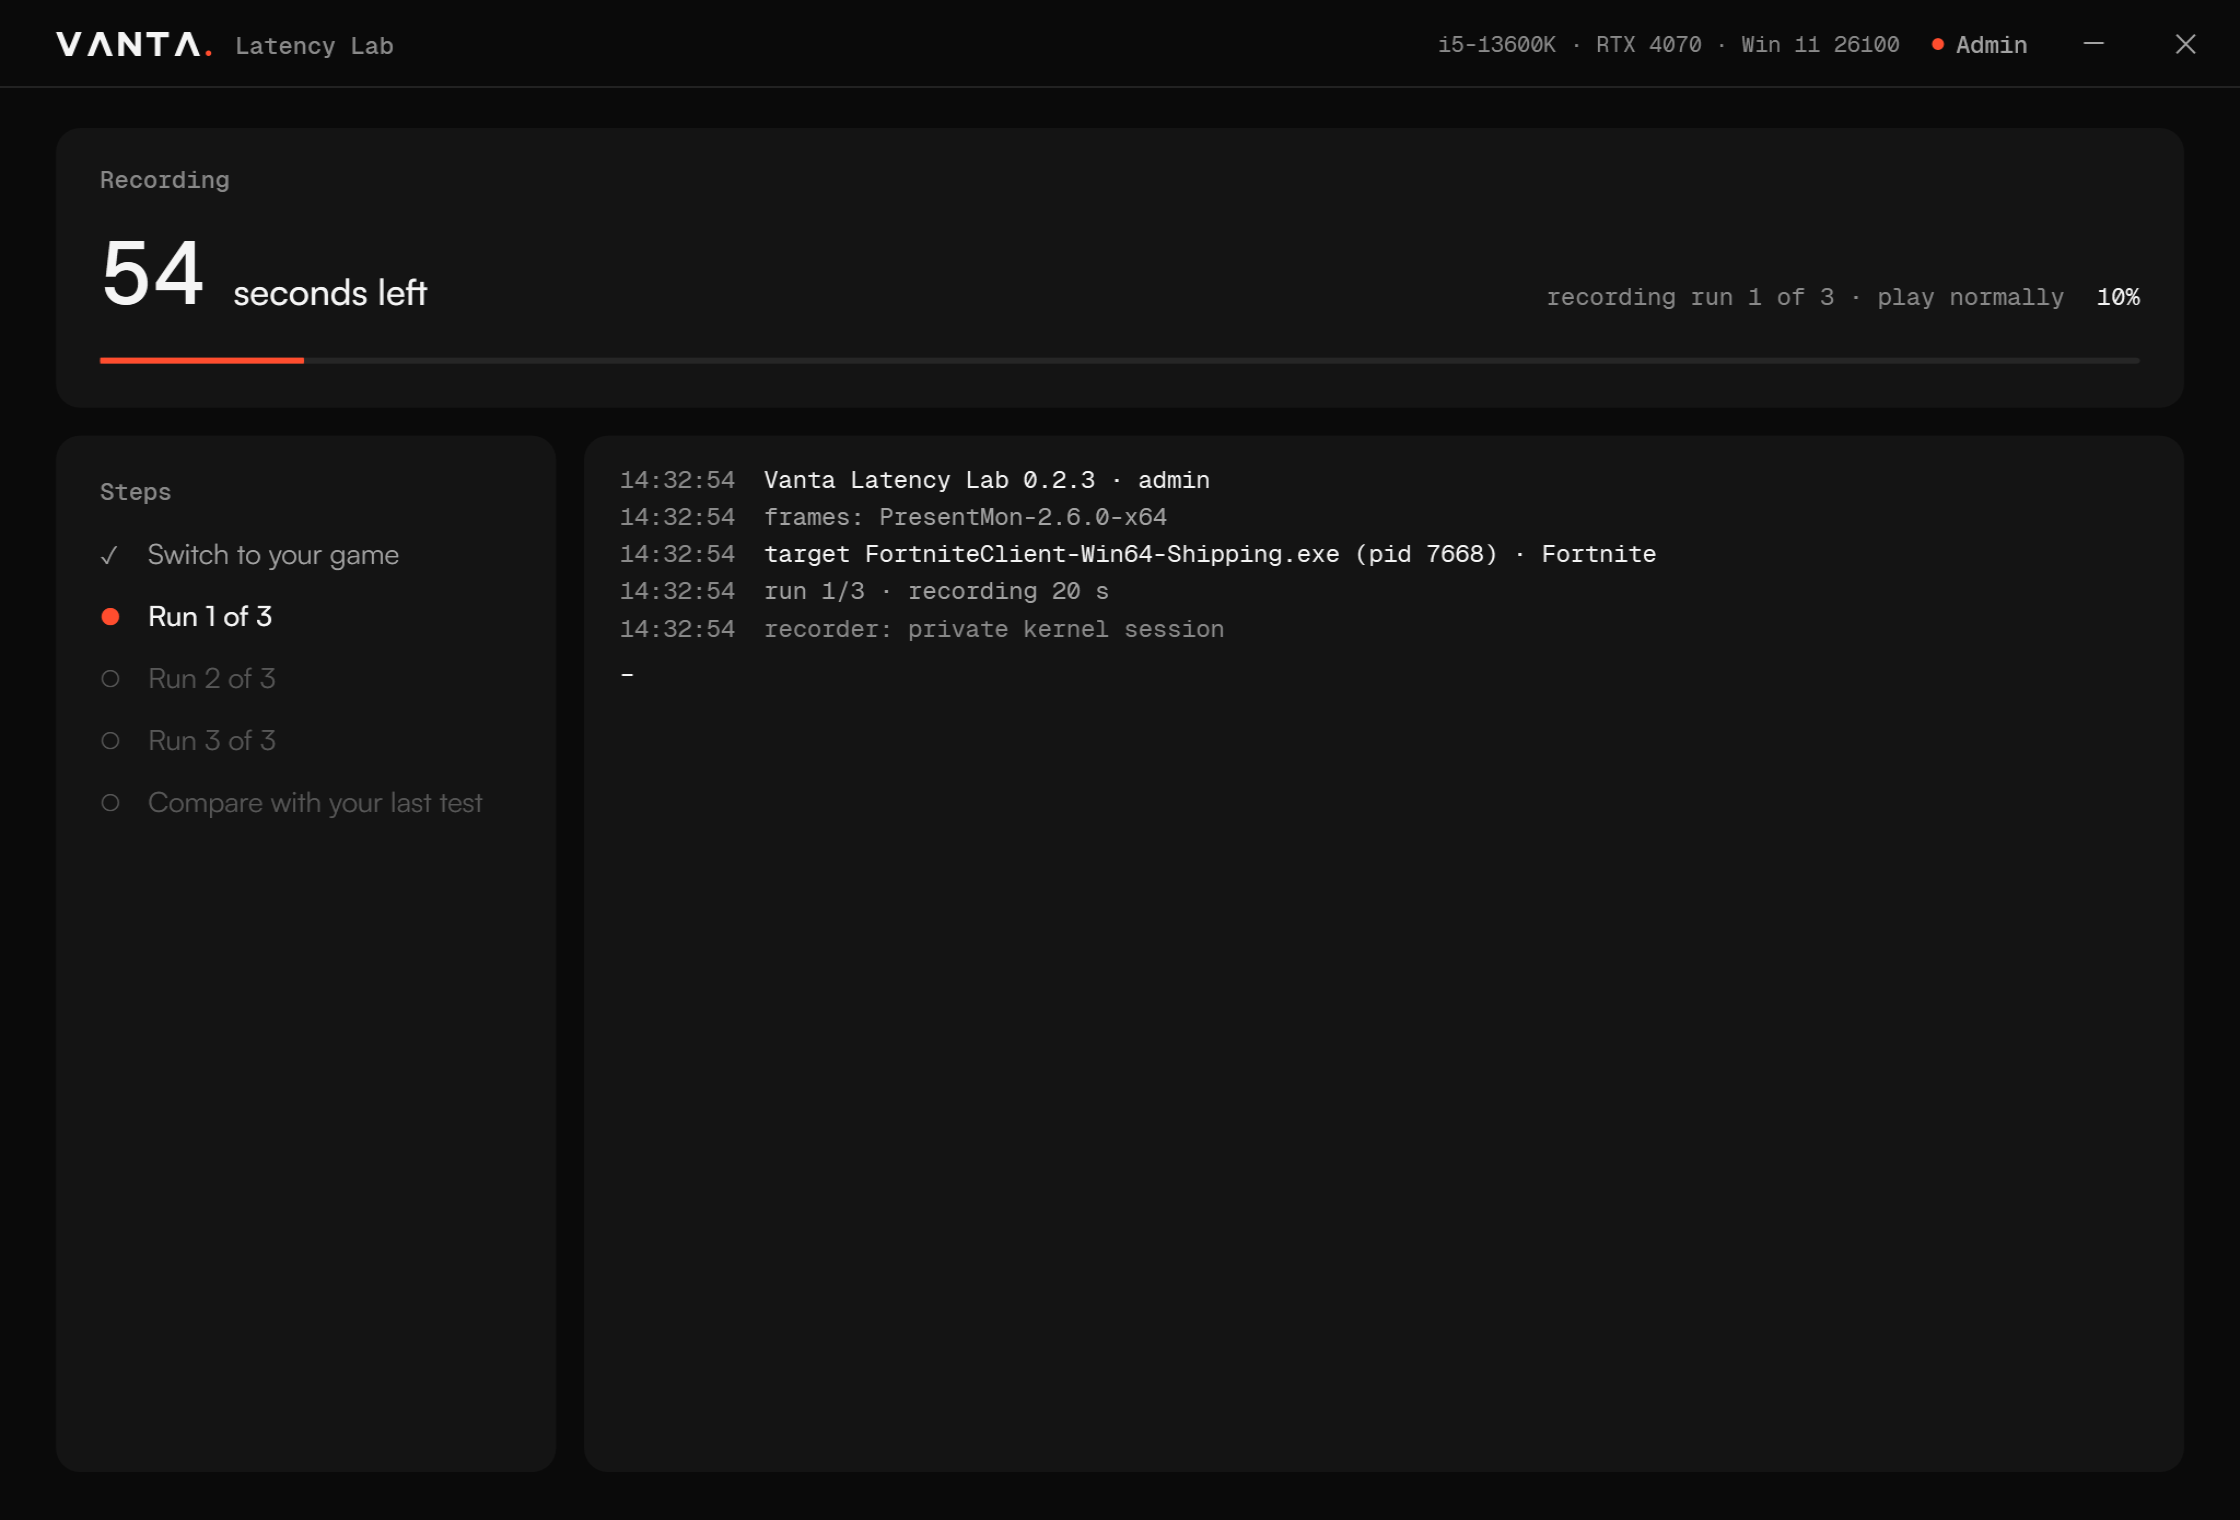 VANTA. Latency Lab
i5-13600K · RTX 4070 · Win 11 26100 Admin
Recording
54 seconds left
recording run 1 of 3 · play normally 10%
Steps
✓ Switch to your game
Run 1 of 3
Run 2 of 3
Run 3 of 3
Compare with your last test
14:32:54 Vanta Latency Lab 0.2.3 · admin
14:32:54 frames: PresentMon-2.6.0-x64
14:32:54 target FortniteClient-Win64-Shipping.exe (pid 7668) · Fortnite
14:32:54 run 1/3 · recording 20 s
14:32:54 recorder: private kernel session
_